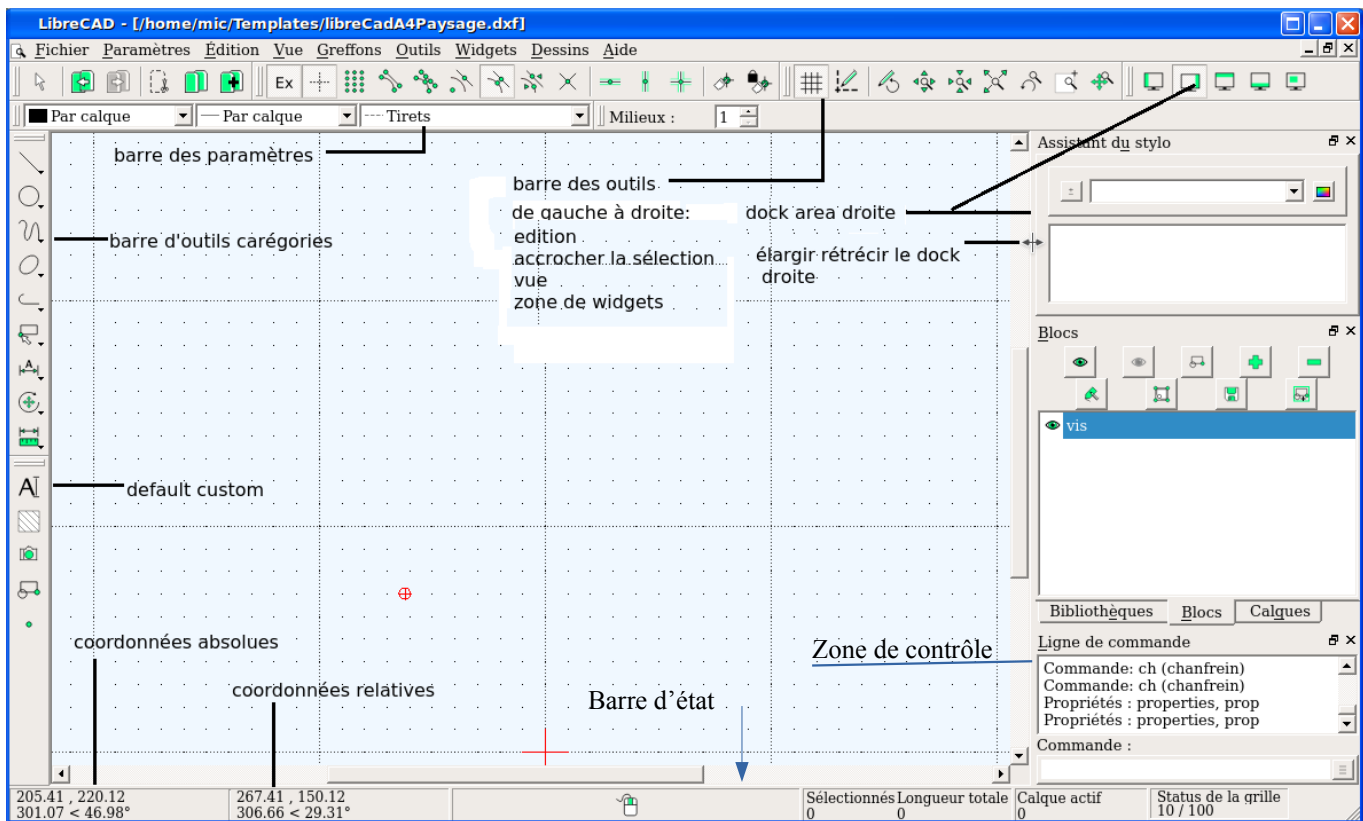 LibreCAD - [/home/mic/Templates/libreCadA4Paysage.dxf]
Fichier Paramètres Édition Vue Greffons Outils Widgets Dessins Aide
Ex
Par calque
Par calque
Tirets
Milieux :
1
barre des paramètres
barre des outils
de gauche à droite:
edition
accrocher la sélection
vue
zone de widgets
dock area droite
élargir rétrécir le dock
droite
barre d'outils carégories
default custom
coordonnées absolues
coordonnées relatives
Barre d’état
Zone de contrôle
Assistant du stylo
Blocs
vis
Bibliothèques
Blocs
Calques
Ligne de commande
Commande: ch (chanfrein)
Commande: ch (chanfrein)
Propriétés : properties, prop
Propriétés : properties, prop
Commande :
A
AI
205.41 , 220.12
301.07 < 46.98°
267.41 , 150.12
306.66 < 29.31°
Sélectionnés
0
Longueur totale
0
Calque actif
0
Status de la grille
10 / 100